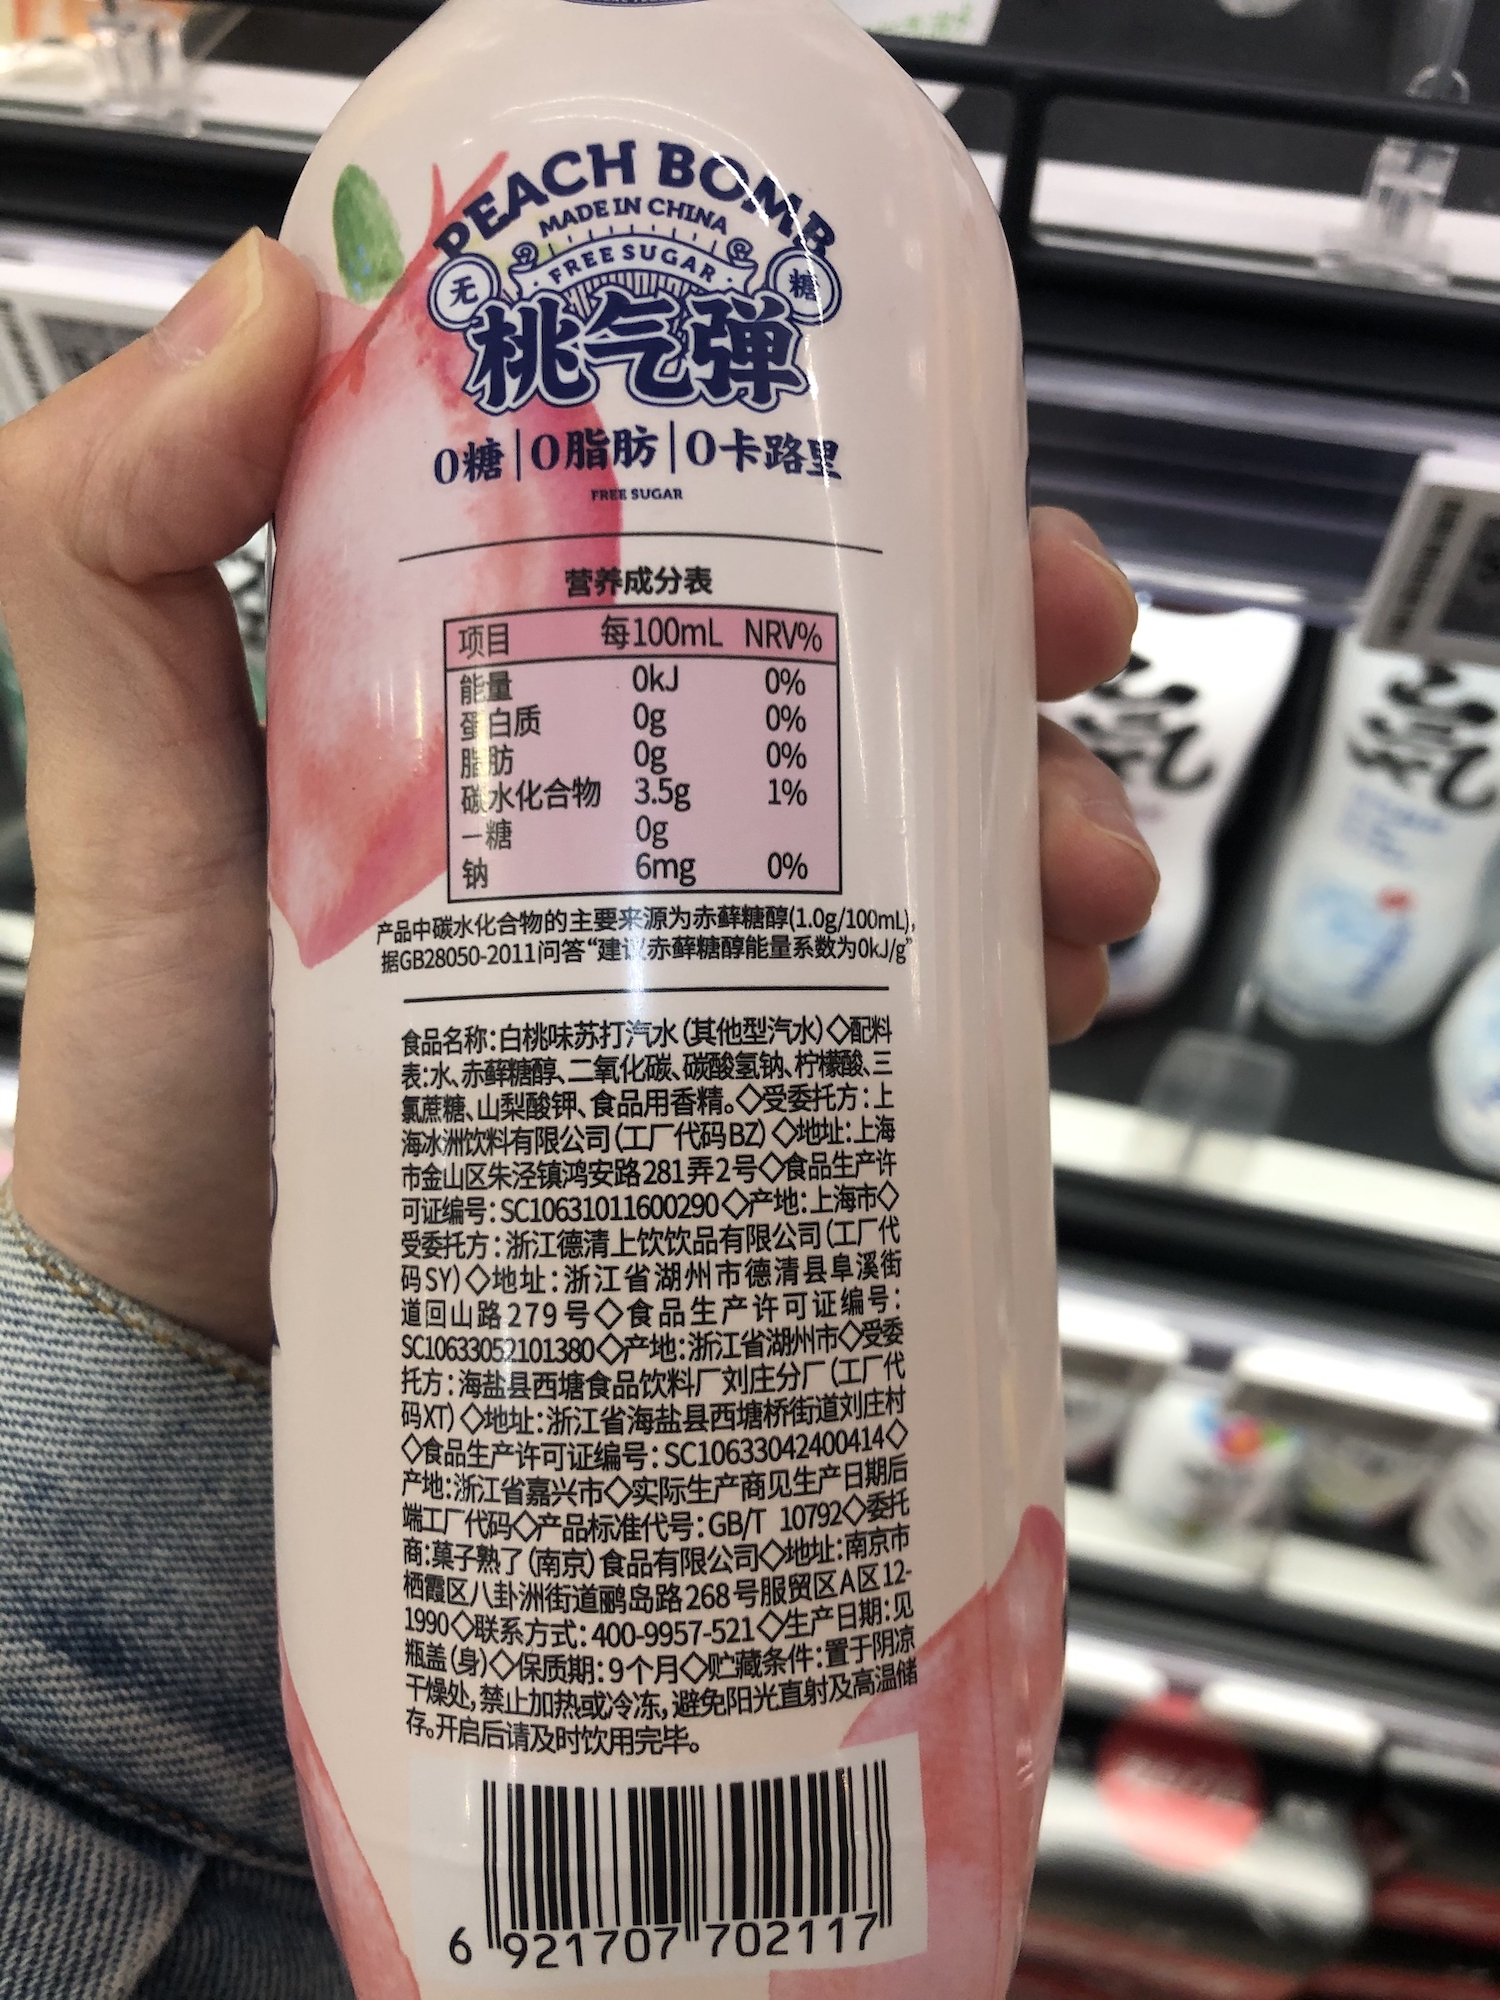 PEACH BOMB
MADE IN CHINA
FREE SUGAR
无 糖
桃气弹
0糖|0脂肪|0卡路里
FREE SUGAR
营养成分表
项目 每100mL NRV%
能量 0kJ 0%
蛋白质 0g 0%
脂肪 0g 0%
碳水化合物 3.5g 1%
—糖 0g
钠 6mg 0%
产品中碳水化合物的主要来源为赤藓糖醇(1.0g/100mL),
据GB28050-2011问答“建议赤藓糖醇能量系数为0kJ/g”
食品名称:白桃味苏打汽水(其他型汽水)◇配料
表:水、赤藓糖醇、二氧化碳、碳酸氢钠、柠檬酸、三
氯蔗糖、山梨酸钾、食品用香精。◇受委托方:上
海冰洲饮料有限公司(工厂代码BZ)◇地址:上海
市金山区朱泾镇鸿安路281弄2号◇食品生产许
可证编号:SC10631011600290◇产地:上海市◇
受委托方:浙江德清上饮饮品有限公司(工厂代
码SY)◇地址:浙江省湖州市德清县阜溪街
道回山路279号◇食品生产许可证编号:
SC10633052101380◇产地:浙江省湖州市◇受委
托方:海盐县西塘食品饮料厂刘庄分厂(工厂代
码XT)◇地址:浙江省海盐县西塘桥街道刘庄村
◇食品生产许可证编号:SC10633042400414◇
产地:浙江省嘉兴市◇实际生产商见生产日期后
端工厂代码◇产品标准代号:GB/T 10792◇委托
商:菓子熟了(南京)食品有限公司◇地址:南京市
栖霞区八卦洲街道鹂岛路268号服贸区A区12-
1990◇联系方式:400-9957-521◇生产日期:见
瓶盖(身)◇保质期:9个月◇贮藏条件:置于阴凉
干燥处,禁止加热或冷冻,避免阳光直射及高温储
存。开启后请及时饮用完毕。
6 921707 702117